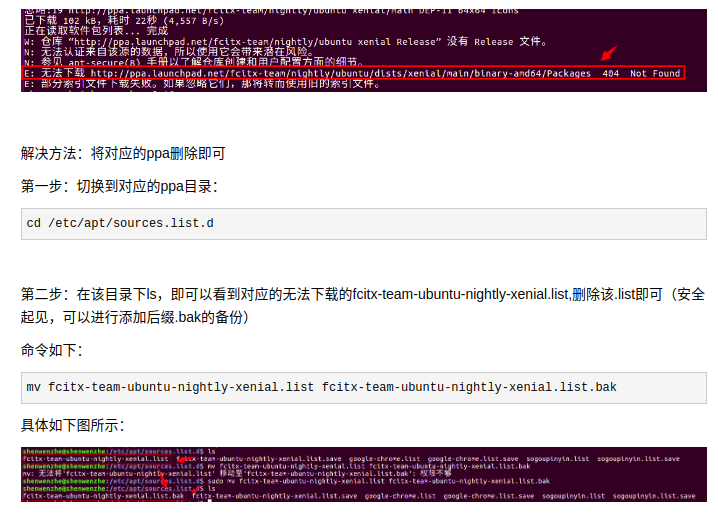 已下载 102 kB，耗时 22秒 (4,557 B/s)
正在读取软件包列表... 完成
W: 仓库 “http://ppa.launchpad.net/fcitx-team/nightly/ubuntu xenial Release” 没有 Release 文件。
N: 无法认证来自该源的数据，所以使用它会带来潜在风险。
N: 参见 apt-secure(8) 手册以了解仓库创建和用户配置方面的细节。
E: 无法下载 http://ppa.launchpad.net/fcitx-team/nightly/ubuntu/dists/xenial/main/binary-amd64/Packages 404 Not Found
E: 部分索引文件下载失败。如果忽略它们，那将转而使用旧的索引文件。
解决方法：将对应的ppa删除即可
第一步：切换到对应的ppa目录：
cd /etc/apt/sources.list.d
第二步：在该目录下ls，即可以看到对应的无法下载的fcitx-team-ubuntu-nightly-xenial.list,删除该.list即可（安全
起见，可以进行添加后缀.bak的备份）
命令如下：
mv fcitx-team-ubuntu-nightly-xenial.list fcitx-team-ubuntu-nightly-xenial.list.bak
具体如下图所示：
shenwenzhe@shenwenzhe:/etc/apt/sources.list.d$ ls
fcitx-team-ubuntu-nightly-xenial.list fcitx-team-ubuntu-nightly-xenial.list.save google-chrome.list google-chrome.list.save sogoupinyin.list sogoupinyin.list.save
shenwenzhe@shenwenzhe:/etc/apt/sources.list.d$ mv fcitx-team-ubuntu-nightly-xenial.list fcitx-team-ubuntu-nightly-xenial.list.bak
mv: 无法将'fcitx-team-ubuntu-nightly-xenial.list' 移动至'fcitx-team-ubuntu-nightly-xenial.list.bak': 权限不够
shenwenzhe@shenwenzhe:/etc/apt/sources.list.d$ sudo mv fcitx-team-ubuntu-nightly-xenial.list fcitx-team-ubuntu-nightly-xenial.list.bak
shenwenzhe@shenwenzhe:/etc/apt/sources.list.d$ ls
fcitx-team-ubuntu-nightly-xenial.list.bak fcitx-team-ubuntu-nightly-xenial.list.save google-chrome.list google-chrome.list.save sogoupinyin.list sogoupinyin.list.save